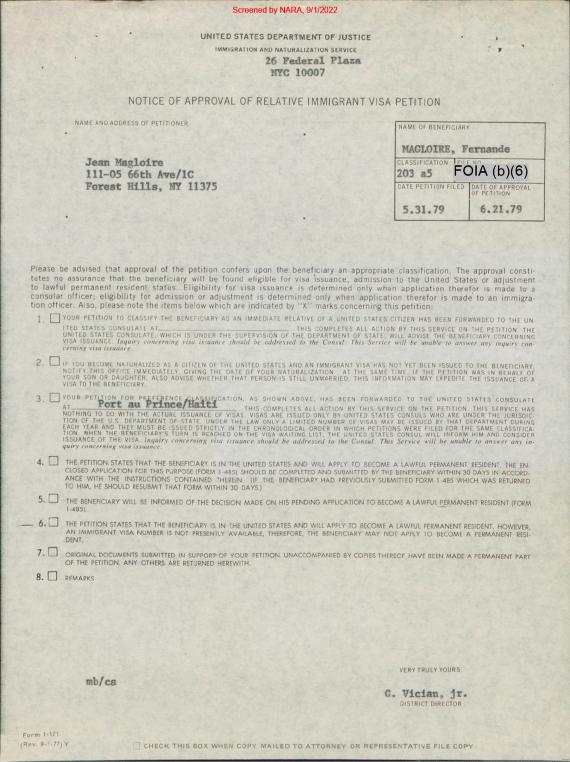 Screened by NARA, 9/1/2022
UNITED STATES DEPARTMENT OF JUSTICE
IMMIGRATION AND NATURALIZATION SERVICE
26 Federal Plaza
NYC 10007
NOTICE OF APPROVAL OF RELATIVE IMMIGRANT VISA PETITION
NAME AND ADDRESS OF PETITIONER
Jean Magloire
111-05 66th Ave/1C
Forest Hills, NY 11375
NAME OF BENEFICIARY
MAGLOIRE, Fernande
CLASSIFICATION FILE NO.
203 a5 FOIA (b)(6)
DATE PETITION FILED DATE OF APPROVAL OF PETITION
5.31.79 6.21.79
Please be advised that approval of the petition confers upon the beneficiary an appropriate classification. The approval consti-
tutes no assurance that the beneficiary will be found eligible for visa issuance, admission to the United States or adjustment
to lawful permanent resident status. Eligibility for visa issuance is determined only when application therefor is made to a
consular officer; eligibility for admission or adjustment is determined only when application therefor is made to an immigra-
tion officer. Also, please note the items below which are indicated by "X" marks concerning this petition:
1. YOUR PETITION TO CLASSIFY THE BENEFICIARY AS AN IMMEDIATE RELATIVE OF A UNITED STATES CITIZEN HAS BEEN FORWARDED TO THE UN-
ITED STATES CONSULATE AT THIS COMPLETES ALL ACTION BY THIS SERVICE ON THE PETITION. THE
UNITED STATES CONSULATE, WHICH IS UNDER THE SUPERVISION OF THE DEPARTMENT OF STATE, WILL ADVISE THE BENEFICIARY CONCERNING
VISA ISSUANCE. Inquiry concerning visa issuance should be addressed to the Consul. This Service will be unable to answer any inquiry con-
cerning visa issuance.
2. IF YOU BECOME NATURALIZED AS A CITIZEN OF THE UNITED STATES AND AN IMMIGRANT VISA HAS NOT YET BEEN ISSUED TO THE BENEFICIARY,
NOTIFY THIS OFFICE IMMEDIATELY, GIVING THE DATE OF YOUR NATURALIZATION. AT THE SAME TIME, IF THE PETITION WAS IN BEHALF OF
YOUR SON OR DAUGHTER, ALSO ADVISE WHETHER THAT PERSON IS STILL UNMARRIED. THIS INFORMATION MAY EXPEDITE THE ISSUANCE OF A
VISA TO THE BENEFICIARY.
3. YOUR PETITION FOR PREFERENCE CLASSIFICATION, AS SHOWN ABOVE, HAS BEEN FORWARDED TO THE UNITED STATES CONSULATE
AT Port au Prince/Haiti THIS COMPLETES ALL ACTION BY THIS SERVICE ON THE PETITION. THIS SERVICE HAS
NOTHING TO DO WITH THE ACTUAL ISSUANCE OF VISAS. VISAS ARE ISSUED ONLY BY UNITED STATES CONSULS WHO ARE UNDER THE JURISDIC-
TION OF THE U.S. DEPARTMENT OF STATE. UNDER THE LAW ONLY A LIMITED NUMBER OF VISAS MAY BE ISSUED BY THAT DEPARTMENT DURING
EACH YEAR AND THEY MUST BE ISSUED STRICTLY IN THE CHRONOLOGICAL ORDER IN WHICH PETITIONS WERE FILED FOR THE SAME CLASSIFICA-
TION. WHEN THE BENEFICIARY'S TURN IS REACHED ON THE VISA WAITING LIST, THE UNITED STATES CONSUL WILL INFORM HIM AND CONSIDER
ISSUANCE OF THE VISA. Inquiry concerning visa issuance should be addressed to the Consul. This Service will be unable to answer any in-
quiry concerning visa issuance.
4. THE PETITION STATES THAT THE BENEFICIARY IS IN THE UNITED STATES AND WILL APPLY TO BECOME A LAWFUL PERMANENT RESIDENT. THE EN-
CLOSED APPLICATION FOR THIS PURPOSE (FORM I-485) SHOULD BE COMPLETED AND SUBMITTED BY THE BENEFICIARY WITHIN 30 DAYS IN ACCORD-
ANCE WITH THE INSTRUCTIONS CONTAINED THEREIN. (IF THE BENEFICIARY HAD PREVIOUSLY SUBMITTED FORM I-485 WHICH WAS RETURNED
TO HIM, HE SHOULD RESUBMIT THAT FORM WITHIN 30 DAYS.)
5. THE BENEFICIARY WILL BE INFORMED OF THE DECISION MADE ON HIS PENDING APPLICATION TO BECOME A LAWFUL PERMANENT RESIDENT (FORM
I-485).
6. THE PETITION STATES THAT THE BENEFICIARY IS IN THE UNITED STATES AND WILL APPLY TO BECOME A LAWFUL PERMANENT RESIDENT. HOWEVER,
AN IMMIGRANT VISA NUMBER IS NOT PRESENTLY AVAILABLE, THEREFORE, THE BENEFICIARY MAY NOT APPLY TO BECOME A PERMANENT RESI-
DENT.
7. ORIGINAL DOCUMENTS SUBMITTED IN SUPPORT OF YOUR PETITION UNACCOMPANIED BY COPIES THEREOF HAVE BEEN MADE A PERMANENT PART
OF THE PETITION. ANY OTHERS ARE RETURNED HEREWITH.
8. REMARKS
VERY TRULY YOURS
mb/cs
G. Vician, jr.
DISTRICT DIRECTOR
Form I-171
(Rev. 9-1-77) Y
CHECK THIS BOX WHEN COPY MAILED TO ATTORNEY OR REPRESENTATIVE FILE COPY